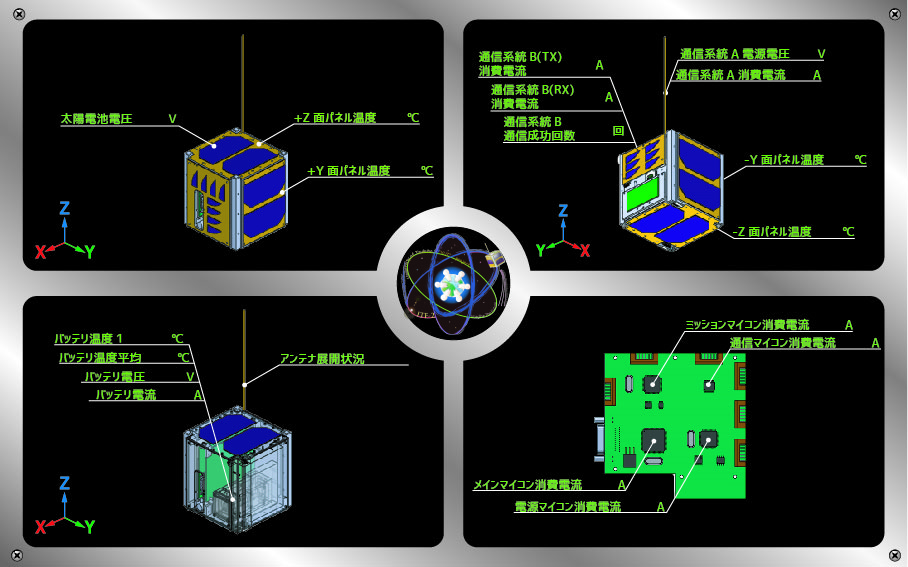 太陽電池電圧 V
+Z 面パネル温度 ℃
+Y 面パネル温度 ℃
Z
X
Y
通信系統 B(TX)
消費電流 A
通信系統 B(RX)
消費電流 A
通信系統 B
通信成功回数 回
通信系統 A 電源電圧 V
通信系統 A 消費電流 A
-Y 面パネル温度 ℃
-Z 面パネル温度 ℃
Z
Y
X
バッテリ温度 1 ℃
バッテリ温度平均 ℃
バッテリ電圧 V
バッテリ電流 A
アンテナ展開状況
Z
X
Y
ミッションマイコン消費電流 A
通信マイコン消費電流 A
メインマイコン消費電流 A
電源マイコン消費電流 A